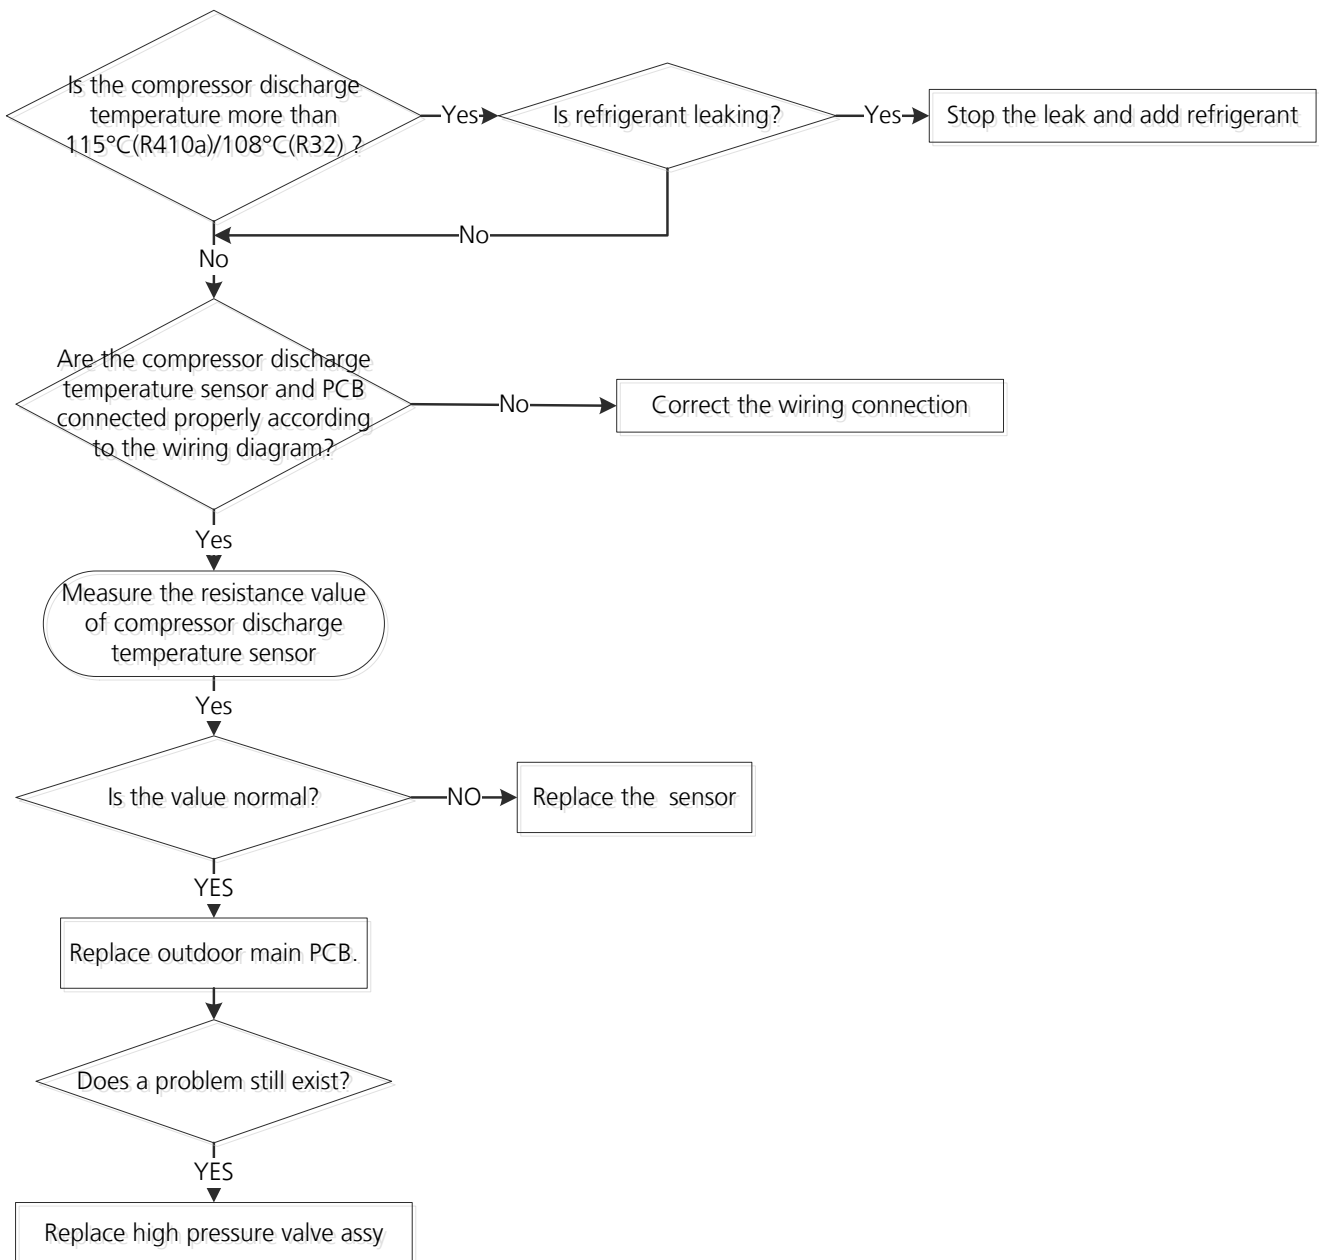 Is the compressor discharge
temperature more than
115°C(R410a)/108°C(R32) ?
Yes
Is refrigerant leaking?
Yes
Stop the leak and add refrigerant
No
No
Are the compressor discharge
temperature sensor and PCB
connected properly according
to the wiring diagram?
No
Correct the wiring connection
Yes
Measure the resistance value
of compressor discharge
temperature sensor
Yes
Is the value normal?
NO
Replace the  sensor
YES
Replace outdoor main PCB.
Does a problem still exist?
YES
Replace high pressure valve assy